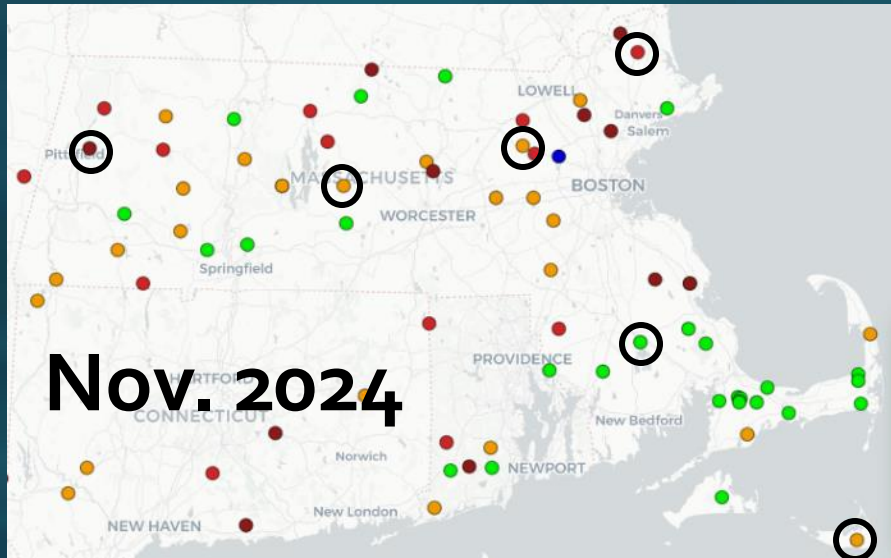 LOWELL
Danvers
Salem
Pittsfield
MASSACHUSETTS
BOSTON
WORCESTER
Springfield
PROVIDENCE
HARTFORD
Nov. 2024
CONNECTICUT
New Bedford
Norwich
NEWPORT
New London
NEW HAVEN